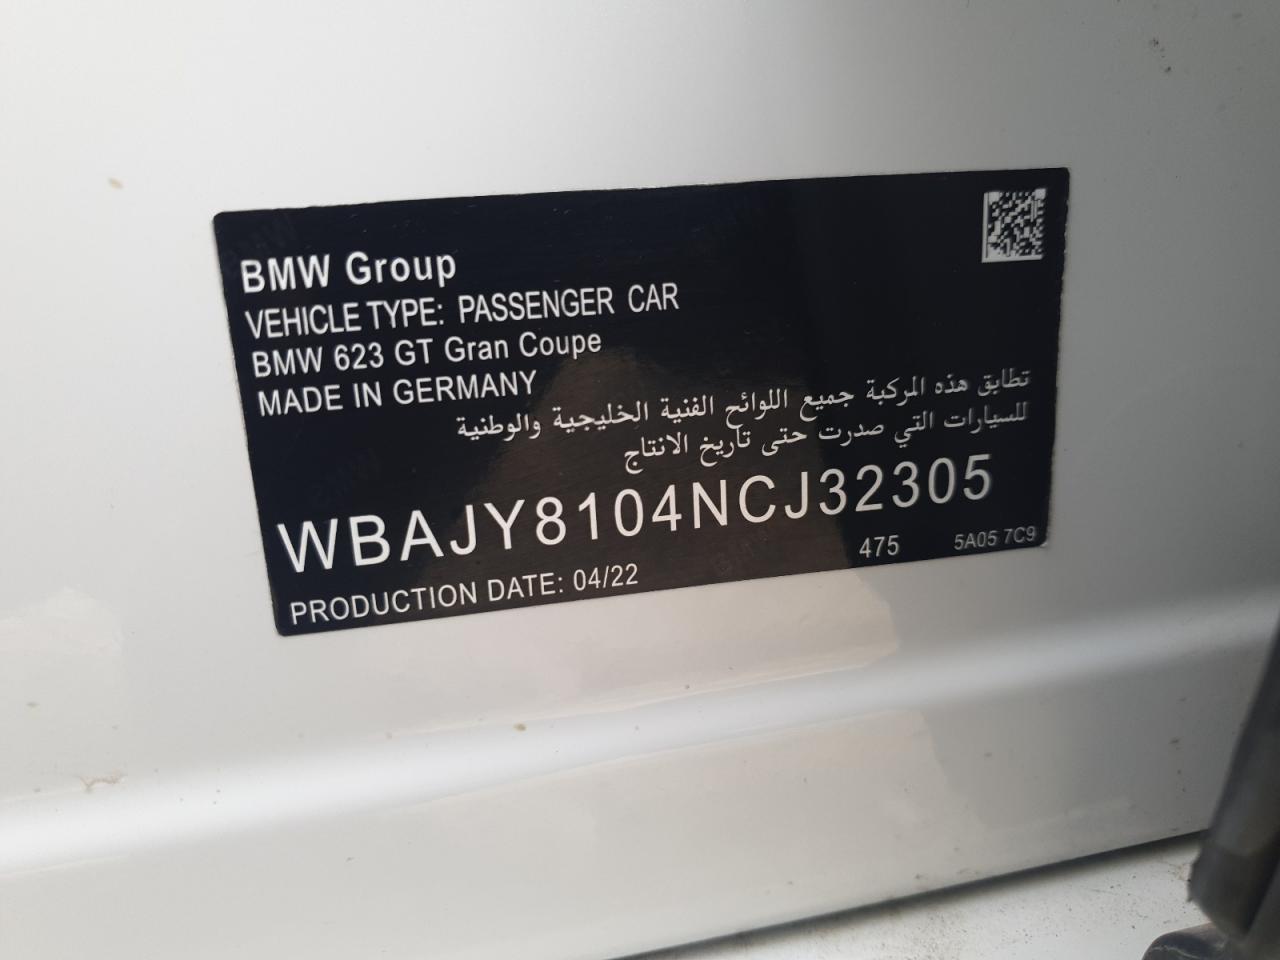 BMW Group
VEHICLE TYPE: PASSENGER CAR
BMW 623 GT Gran Coupe
MADE IN GERMANY
تطابق هذه المركبة جميع اللوائح الفنية الخليجية والوطنية
للسيارات التي صدرت حتى تاريخ الانتاج
WBAJY8104NCJ32305
475 5A05 7C9
PRODUCTION DATE: 04/22